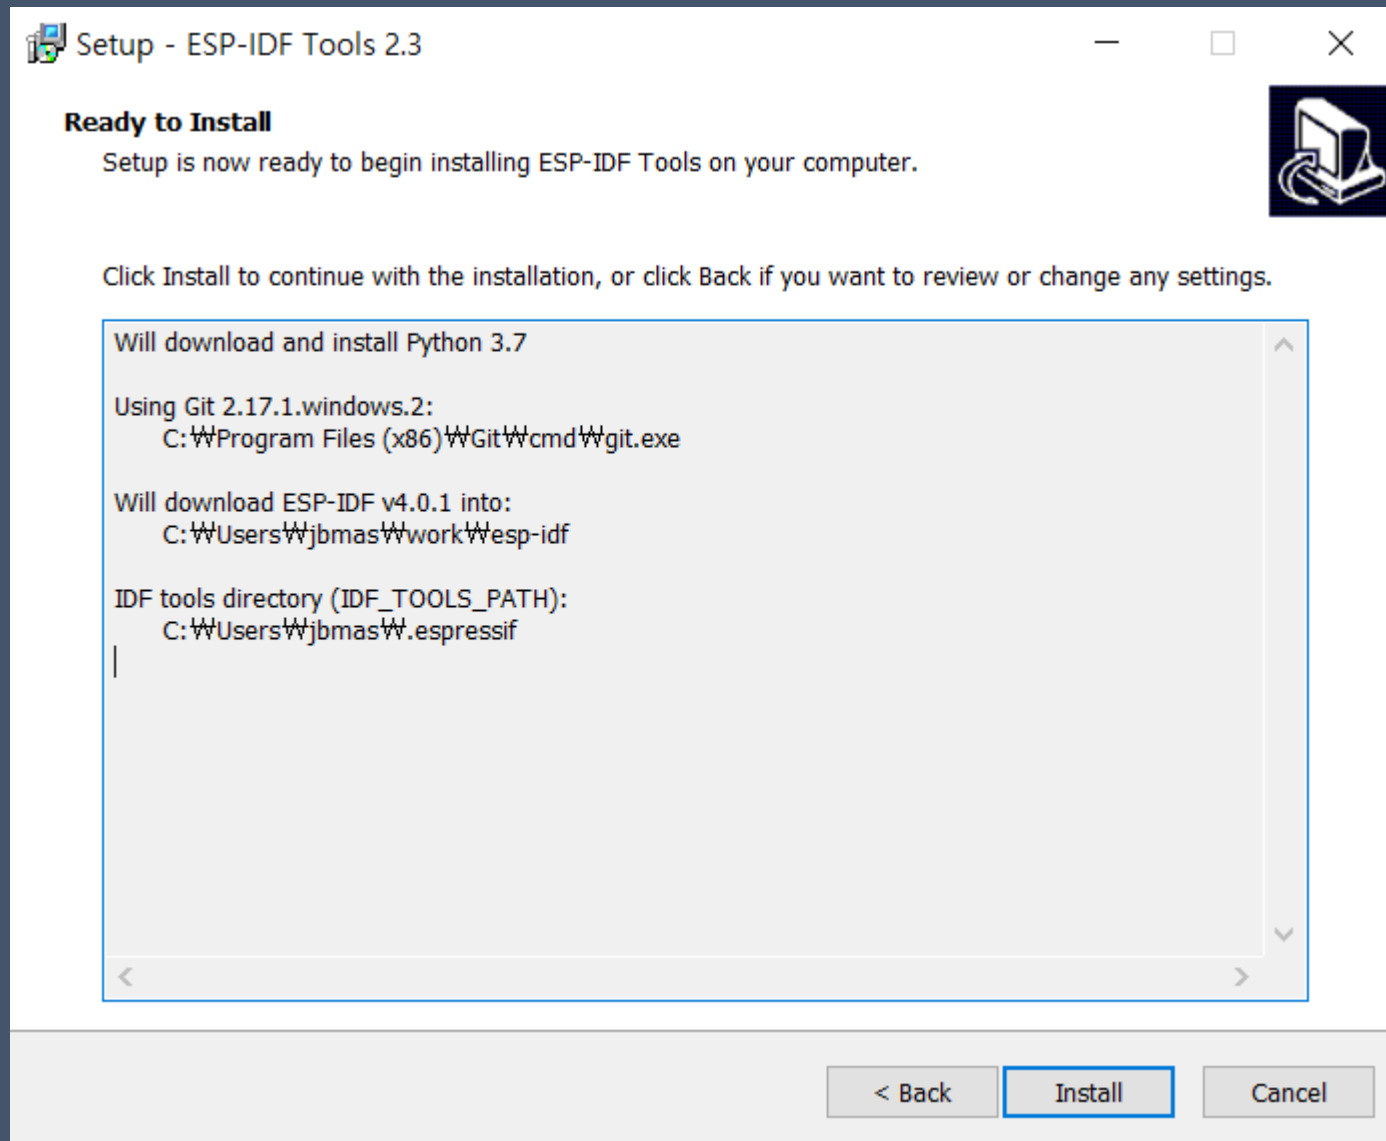 Setup - ESP-IDF Tools 2.3
Ready to Install
Setup is now ready to begin installing ESP-IDF Tools on your computer.
Click Install to continue with the installation, or click Back if you want to review or change any settings.
Will download and install Python 3.7
Using Git 2.17.1.windows.2:
C:₩Program Files (x86)₩Git₩cmd₩git.exe
Will download ESP-IDF v4.0.1 into:
C:₩Users₩jbmas₩work₩esp-idf
IDF tools directory (IDF_TOOLS_PATH):
C:₩Users₩jbmas₩.espressif
< Back
Install
Cancel